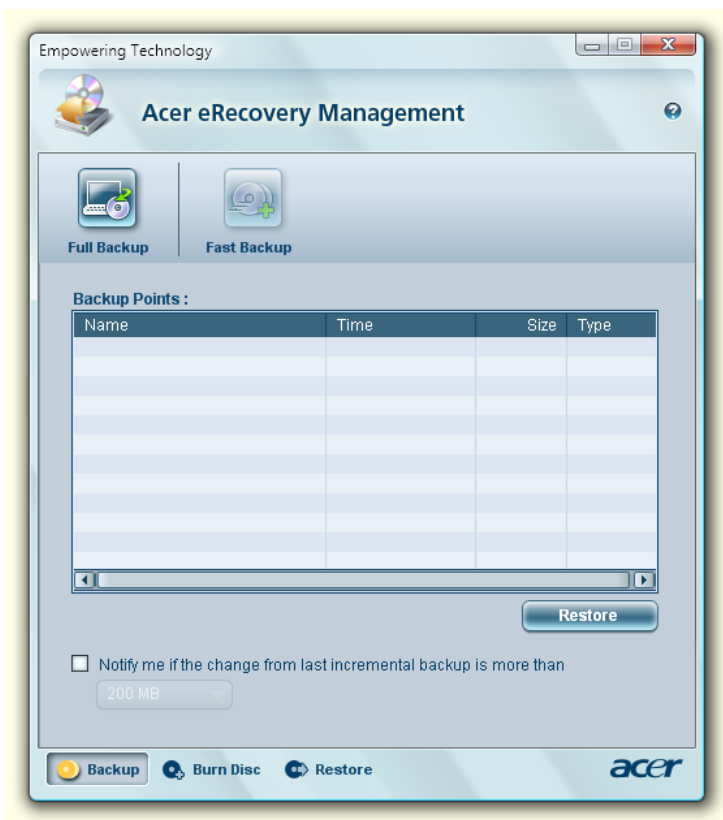 Empowering Technology
Acer eRecovery Management
Full Backup
Fast Backup
Backup Points :
Name Time Size Type
Restore
Notify me if the change from last incremental backup is more than
200 MB
Backup Burn Disc Restore
acer